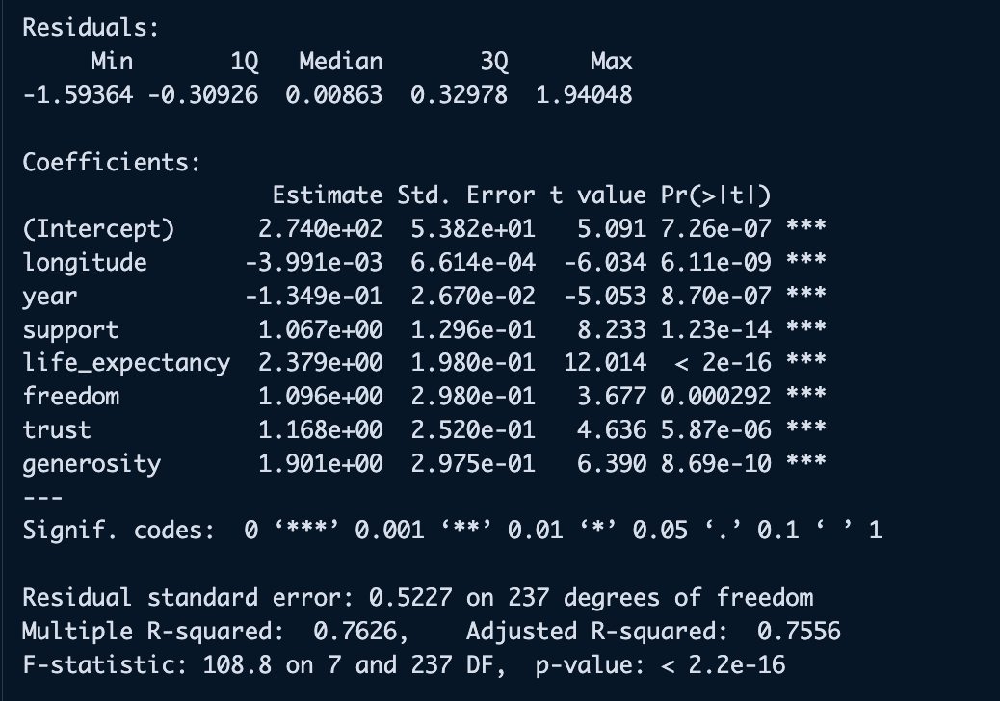 Residuals:
     Min       1Q   Median       3Q      Max
-1.59364 -0.30926  0.00863  0.32978  1.94048
Coefficients:
                 Estimate Std. Error t value Pr(>|t|)
(Intercept)      2.740e+02  5.382e+01   5.091 7.26e-07 ***
longitude       -3.991e-03  6.614e-04  -6.034 6.11e-09 ***
year            -1.349e-01  2.670e-02  -5.053 8.70e-07 ***
support          1.067e+00  1.296e-01   8.233 1.23e-14 ***
life_expectancy  2.379e+00  1.980e-01  12.014  < 2e-16 ***
freedom          1.096e+00  2.980e-01   3.677 0.000292 ***
trust            1.168e+00  2.520e-01   4.636 5.87e-06 ***
generosity       1.901e+00  2.975e-01   6.390 8.69e-10 ***
---
Signif. codes:  0 ‘***’ 0.001 ‘**’ 0.01 ‘*’ 0.05 ‘.’ 0.1 ‘ ’ 1
Residual standard error: 0.5227 on 237 degrees of freedom
Multiple R-squared:  0.7626,    Adjusted R-squared:  0.7556
F-statistic: 108.8 on 7 and 237 DF,  p-value: < 2.2e-16